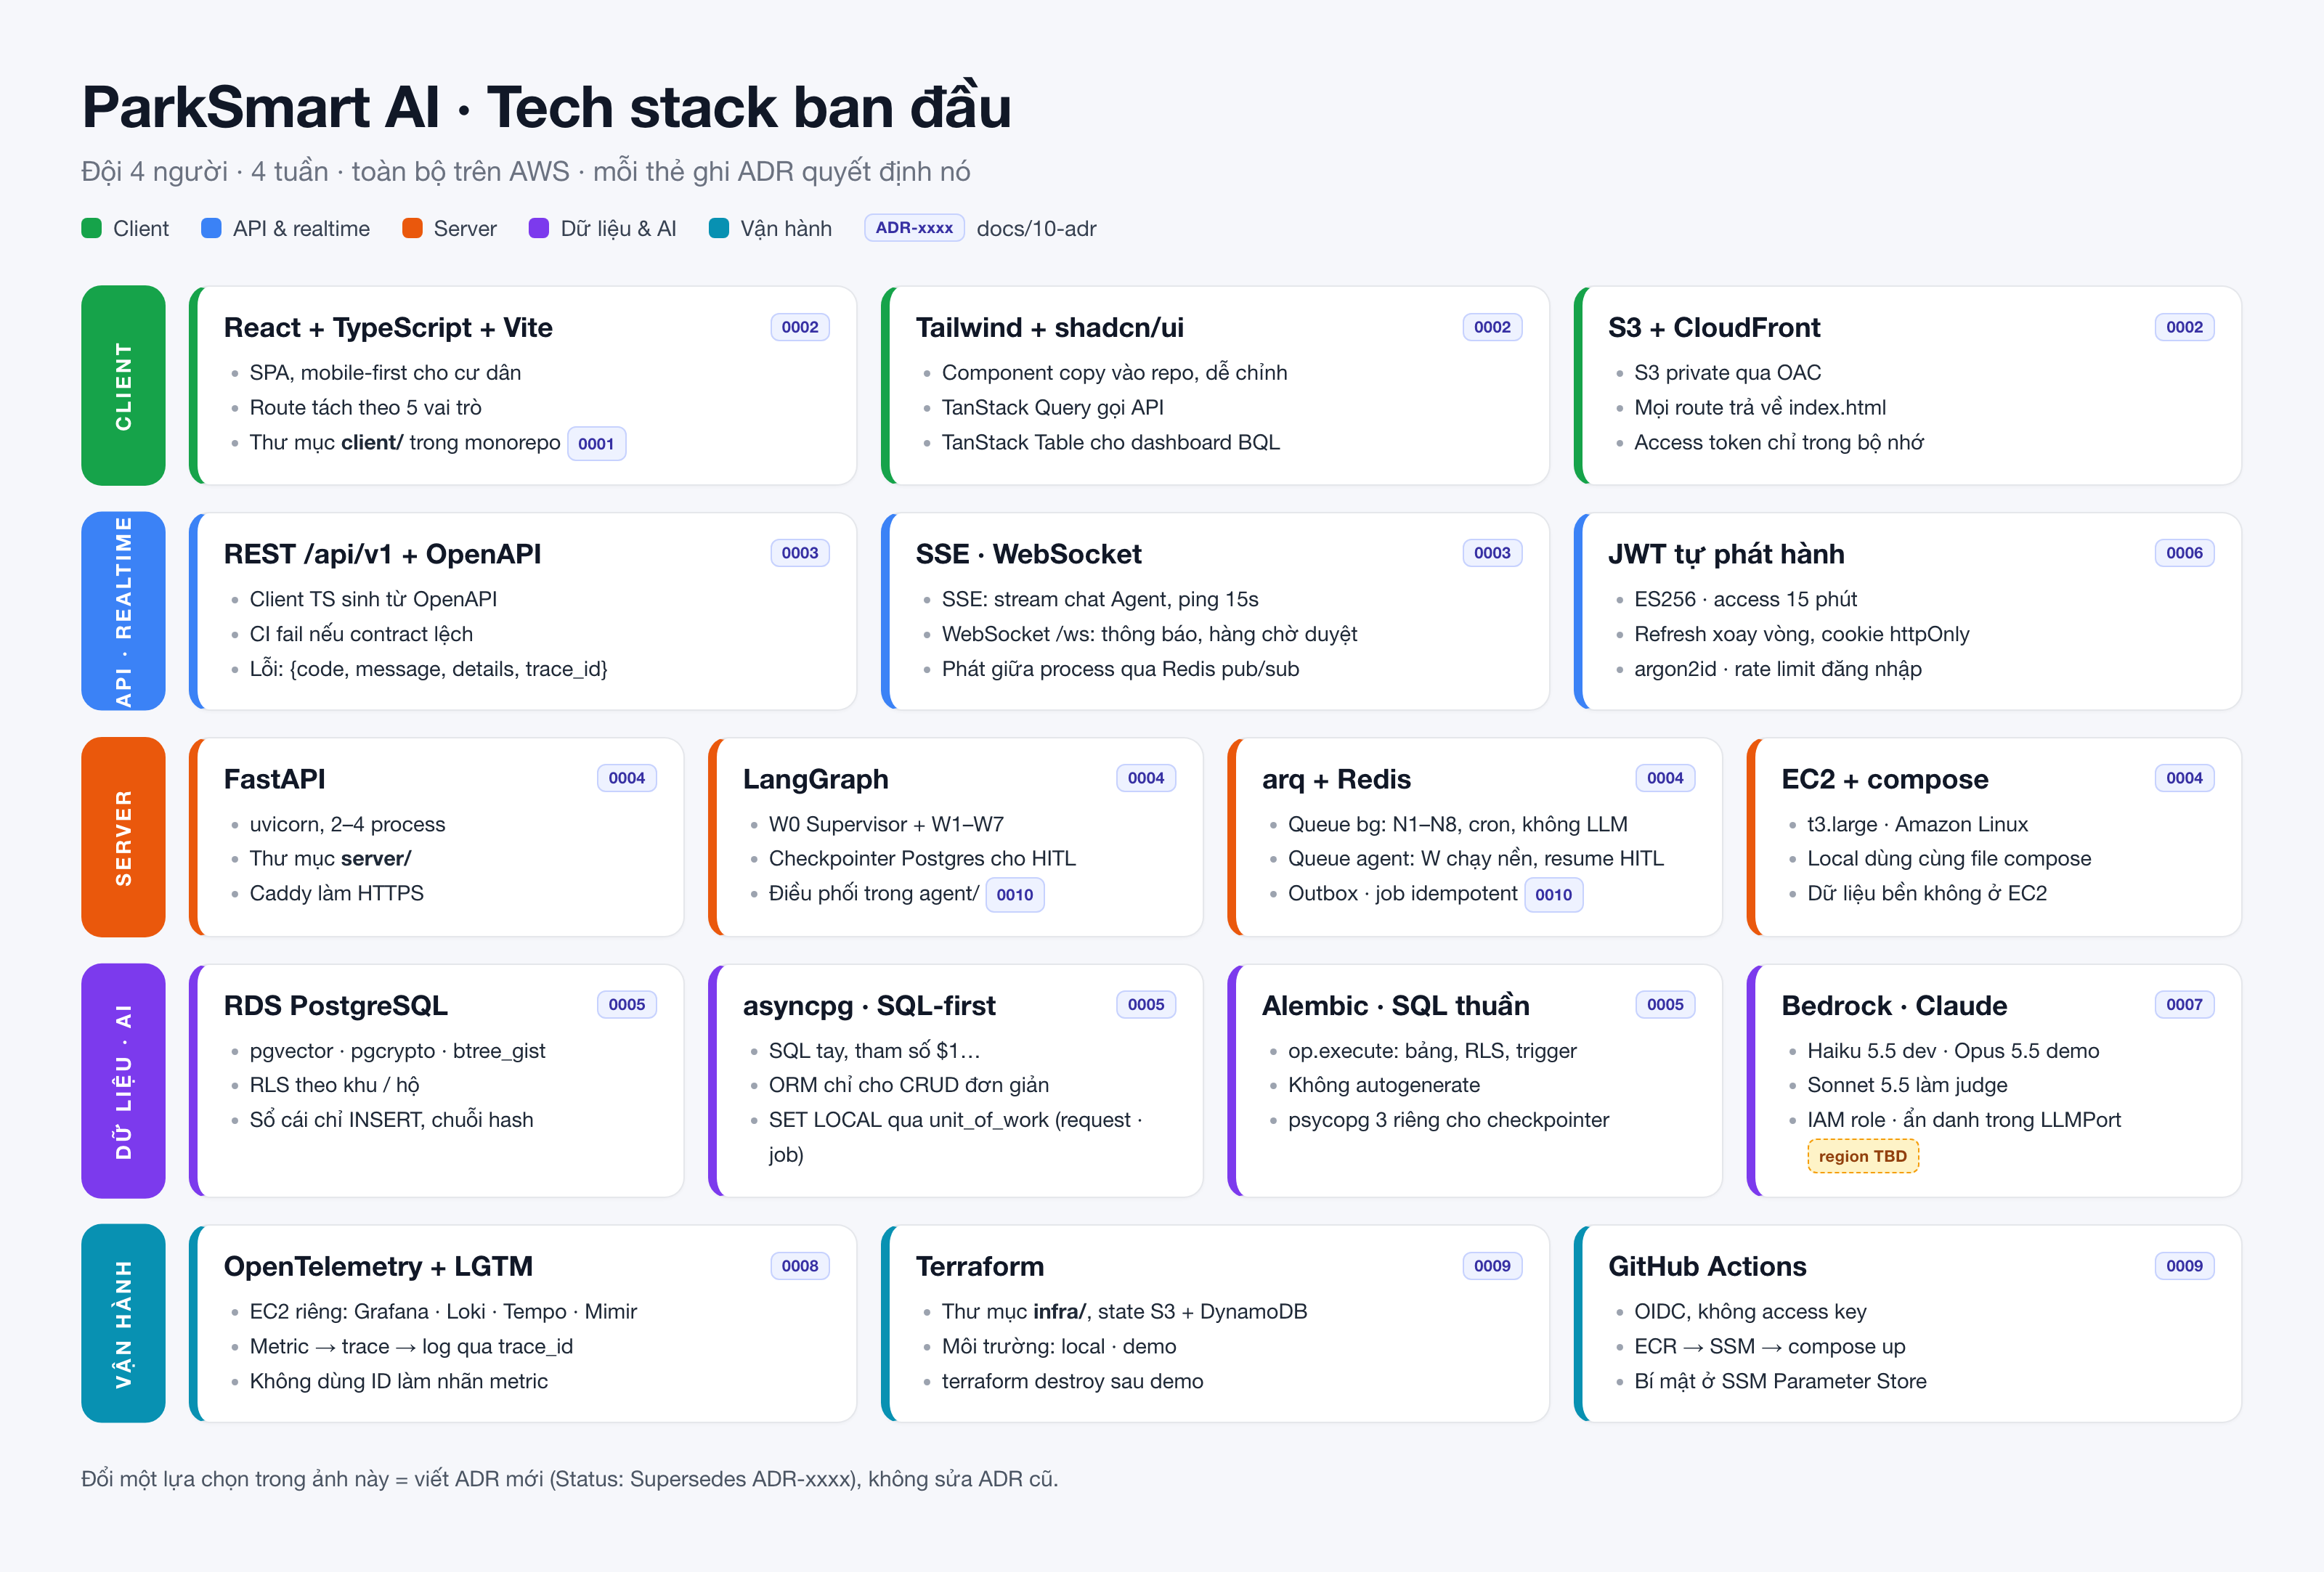 ParkSmart AI · Tech stack ban đầu
Đội 4 người · 4 tuần · toàn bộ trên AWS · mỗi thẻ ghi ADR quyết định nó
Client
API & realtime
Server
Dữ liệu & AI
Vận hành
ADR-xxxx docs/10-adr
CLIENT
React + TypeScript + Vite 0002
SPA, mobile-first cho cư dân
Route tách theo 5 vai trò
Thư mục client/ trong monorepo 0001
Tailwind + shadcn/ui 0002
Component copy vào repo, dễ chỉnh
TanStack Query gọi API
TanStack Table cho dashboard BQL
S3 + CloudFront 0002
S3 private qua OAC
Mọi route trả về index.html
Access token chỉ trong bộ nhớ
API · REALTIME
REST /api/v1 + OpenAPI 0003
Client TS sinh từ OpenAPI
CI fail nếu contract lệch
Lỗi: {code, message, details, trace_id}
SSE · WebSocket 0003
SSE: stream chat Agent, ping 15s
WebSocket /ws: thông báo, hàng chờ duyệt
Phát giữa process qua Redis pub/sub
JWT tự phát hành 0006
ES256 · access 15 phút
Refresh xoay vòng, cookie httpOnly
argon2id · rate limit đăng nhập
SERVER
FastAPI 0004
uvicorn, 2–4 process
Thư mục server/
Caddy làm HTTPS
LangGraph 0004
W0 Supervisor + W1–W7
Checkpointer Postgres cho HITL
Điều phối trong agent/ 0010
arq + Redis 0004
Queue bg: N1–N8, cron, không LLM
Queue agent: W chạy nền, resume HITL
Outbox · job idempotent 0010
EC2 + compose 0004
t3.large · Amazon Linux
Local dùng cùng file compose
Dữ liệu bền không ở EC2
DỮ LIỆU · AI
RDS PostgreSQL 0005
pgvector · pgcrypto · btree_gist
RLS theo khu / hộ
Sổ cái chỉ INSERT, chuỗi hash
asyncpg · SQL-first 0005
SQL tay, tham số $1…
ORM chỉ cho CRUD đơn giản
SET LOCAL qua unit_of_work (request ·
job)
Alembic · SQL thuần 0005
op.execute: bảng, RLS, trigger
Không autogenerate
psycopg 3 riêng cho checkpointer
Bedrock · Claude 0007
Haiku 5.5 dev · Opus 5.5 demo
Sonnet 5.5 làm judge
IAM role · ẩn danh trong LLMPort
region TBD
VẬN HÀNH
OpenTelemetry + LGTM 0008
EC2 riêng: Grafana · Loki · Tempo · Mimir
Metric → trace → log qua trace_id
Không dùng ID làm nhãn metric
Terraform 0009
Thư mục infra/, state S3 + DynamoDB
Môi trường: local · demo
terraform destroy sau demo
GitHub Actions 0009
OIDC, không access key
ECR → SSM → compose up
Bí mật ở SSM Parameter Store
Đổi một lựa chọn trong ảnh này = viết ADR mới (Status: Supersedes ADR-xxxx), không sửa ADR cũ.